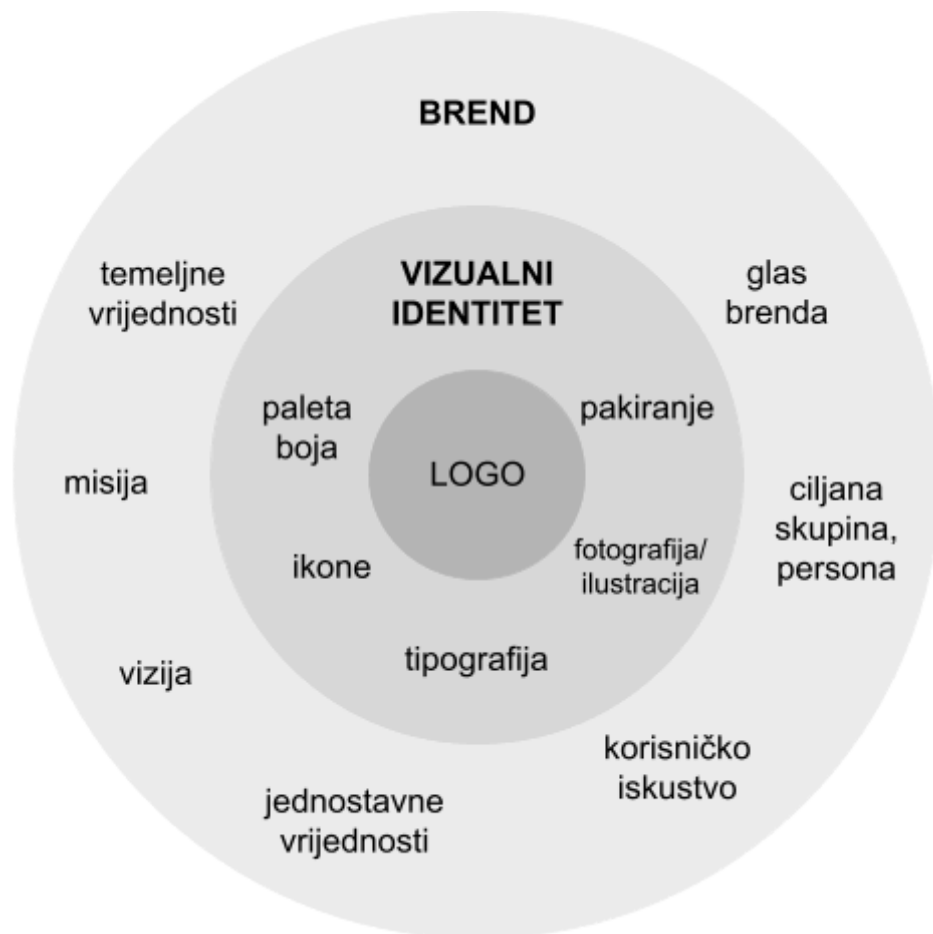 BREND
temeljne
vrijednosti
VIZUALNI
IDENTITET
glas
brenda
paleta
boja
pakiranje
LOGO
misija
ciljana
skupina,
persona
ikone
fotografija/
ilustracija
vizija
tipografija
korisničko
iskustvo
jednostavne
vrijednosti